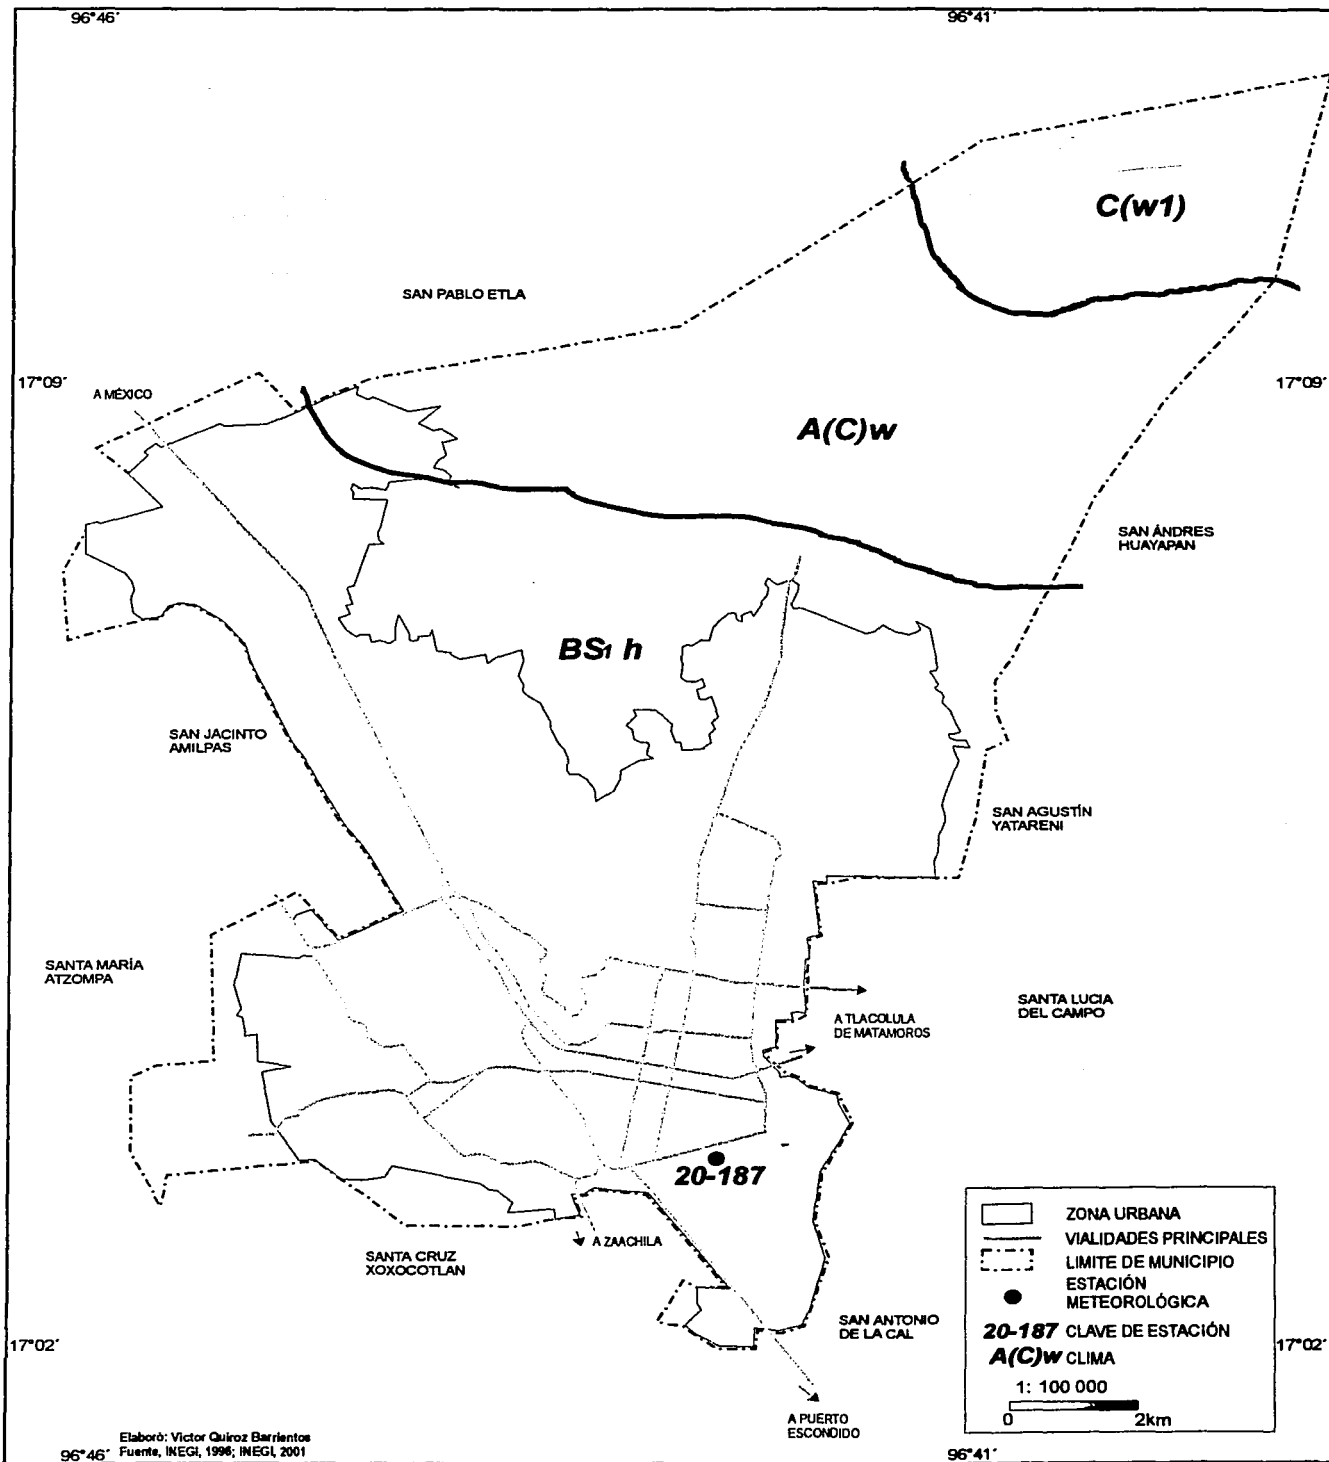 96°46´
96°41´
C(w1)
SAN PABLO ETLA
17°09´
17°09´
A MÉXICO
A(C)w
SAN ÁNDRES
HUAYAPAN
BS1 h
SAN JACINTO
AMILPAS
SAN AGUSTÍN
YATARENI
SANTA MARÍA
ATZOMPA
SANTA LUCIA
DEL CAMPO
A TLACOLULA
DE MATAMOROS
20-187
A ZAACHILA
SANTA CRUZ
XOXOCOTLAN
SAN ANTONIO
DE LA CAL
ZONA URBANA
VIALIDADES PRINCIPALES
LIMITE DE MUNICIPIO
ESTACIÓN
METEOROLÓGICA
20-187 CLAVE DE ESTACIÓN
A(C)w CLIMA
1: 100 000
0 2km
17°02´
17°02´
A PUERTO
ESCONDIDO
Elaboró: Victor Quiroz Barrientos
Fuente, INEGI, 1996; INEGI, 2001
96°46´
96°41´